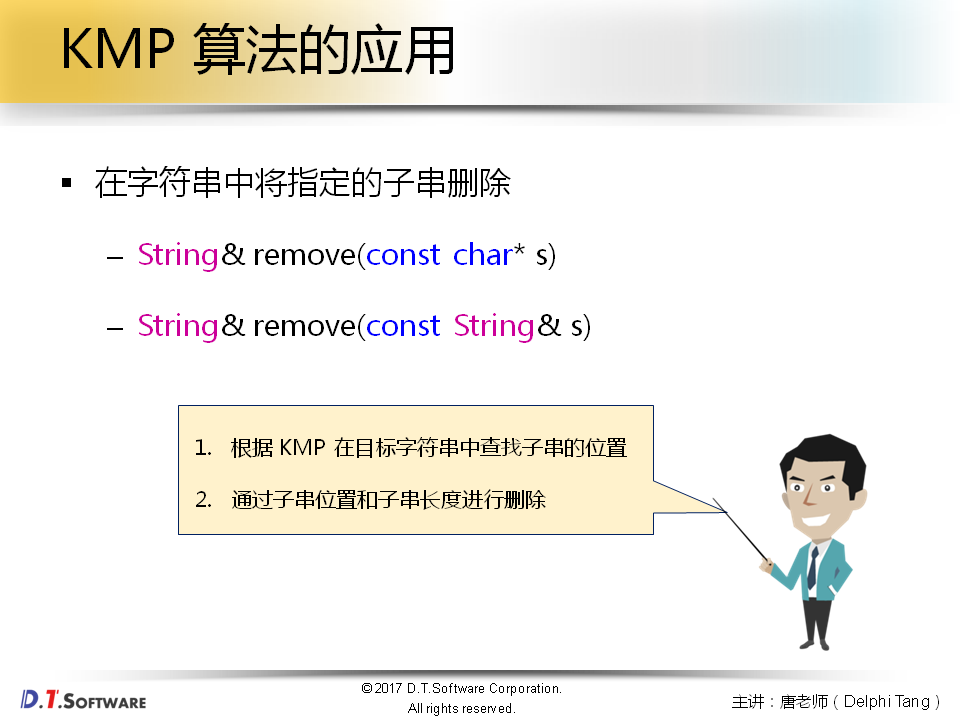 KMP 算法的应用
▪ 在字符串中将指定的子串删除
– String& remove(const char* s)
– String& remove(const String& s)
1. 根据 KMP 在目标字符串中查找子串的位置
2. 通过子串位置和子串长度进行删除
D.T.SOFTWARE
©2017 D.T.Software Corporation.
All rights reserved.
主讲：唐老师（Delphi Tang）